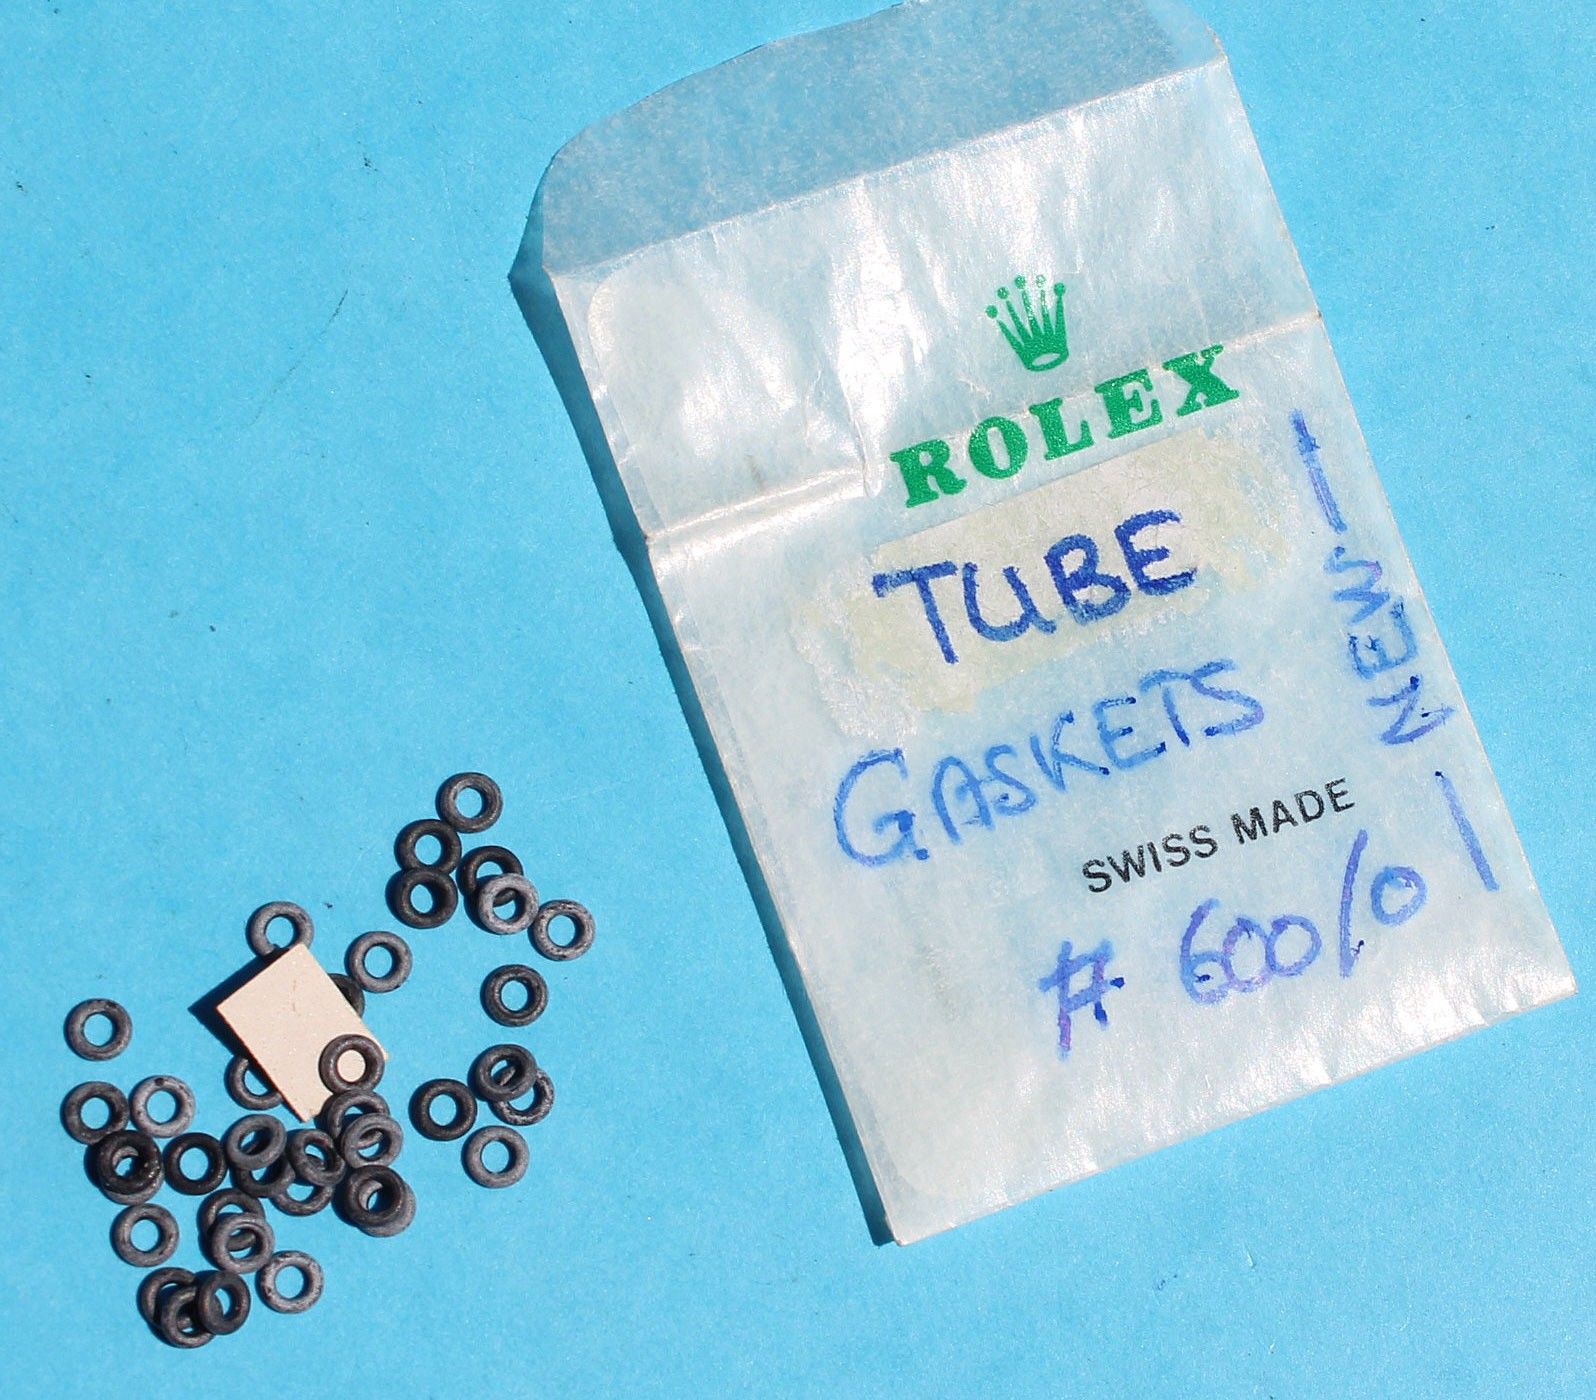 ROLEX
TUBE
GASKETS
SWISS MADE
# 600/0
— NEW —